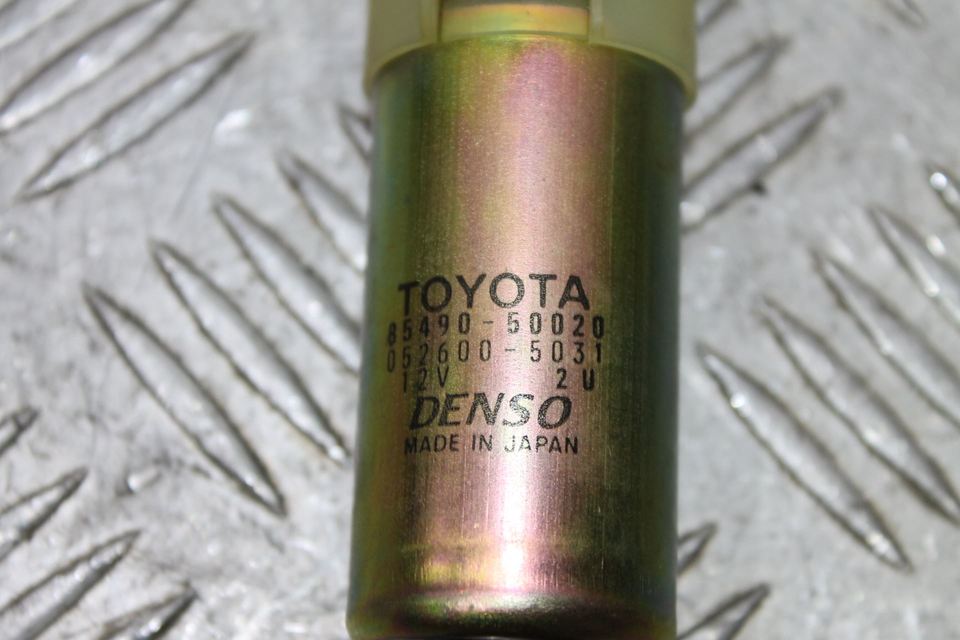 TOYOTA
85490-50020
052600-5031
12V 2U
DENSO
MADE IN JAPAN